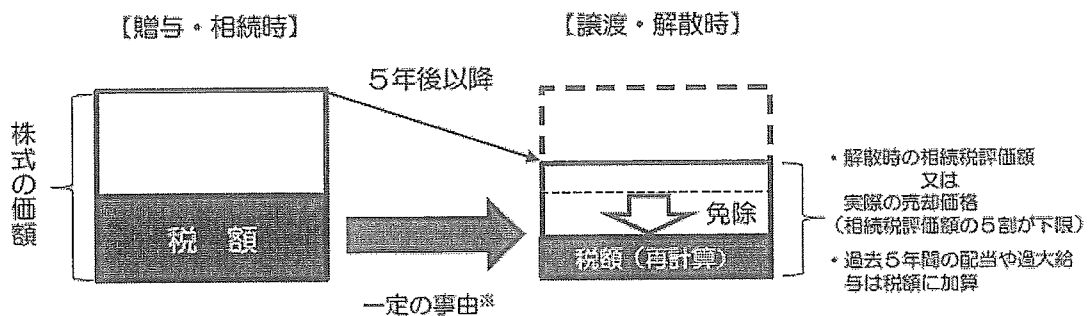 【贈与・相続時】
【譲渡・解散時】
5年後以降
株式の価額
税 額
免除
税額（再計算）
一定の事由※
・解散時の相続税評価額
又は
実際の売却価格
（相続税評価額の5割が下限）
・過去5年間の配当や過大給
与は税額に加算